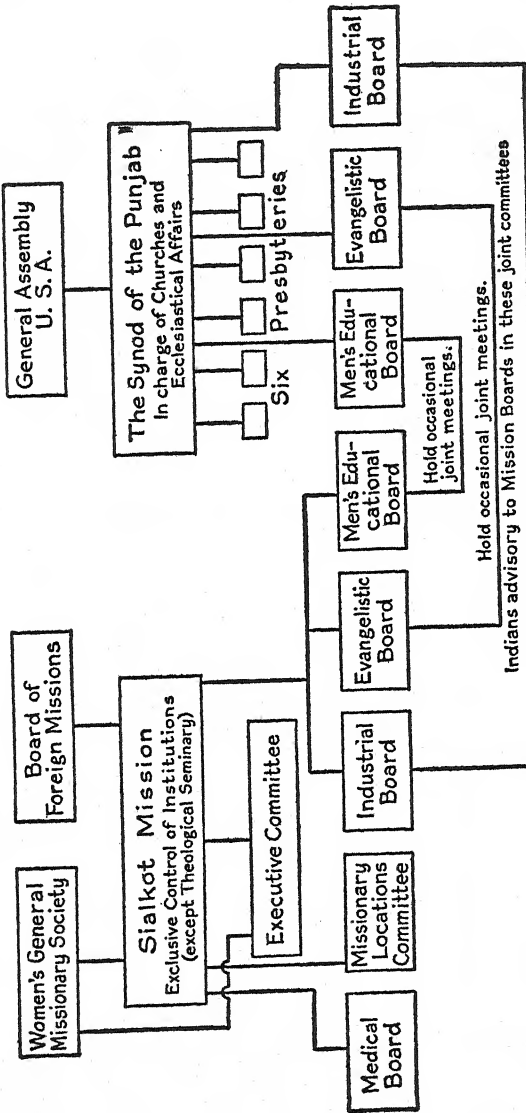 Women's General
Missionary Society
Board of
Foreign Missions
General Assembly
U. S. A.
Sialkot Mission
Exclusive Control of Institutions
(except Theological Seminary)
The Synod of the Punjab
In charge of Churches and
Ecclesiastical Affairs
Six Presbyteries
Executive Committee
Medical
Board
Missionary
Locations
Committee
Industrial
Board
Evangelistic
Board
Men's Edu-
cational
Board
Men's Edu-
cational
Board
Evangelistic
Board
Industrial
Board
Hold occasional
joint meetings.
Hold occasional joint meetings.
Indians advisory to Mission Boards in these joint committees